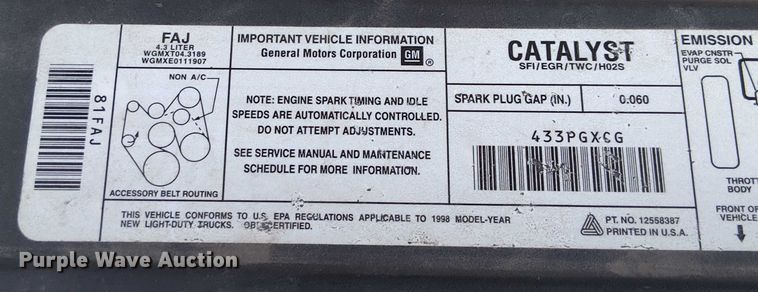 FAJ
4.3 LITER
WGMXT04.3189
WGMXE0111907
NON A/C
81FAJ
ACCESSORY BELT ROUTING
IMPORTANT VEHICLE INFORMATION
General Motors Corporation GM ®
NOTE: ENGINE SPARK TIMING AND IDLE
SPEEDS ARE AUTOMATICALLY CONTROLLED.
DO NOT ATTEMPT ADJUSTMENTS.
SEE SERVICE MANUAL AND MAINTENANCE
SCHEDULE FOR MORE INFORMATION.
CATALYST
SFI/EGR/TWC/HO2S
SPARK PLUG GAP (IN.) 0.060
433PGXCG
EMISSION
EVAP CNSTR
PURGE SOL
VLV
THROTT
BODY
FRONT OF
VEHICLE
THIS VEHICLE CONFORMS TO U.S. EPA REGULATIONS APPLICABLE TO 1998 MODEL-YEAR
NEW LIGHT-DUTY TRUCKS. OBD CERTIFIED.
PT. NO. 12558387
PRINTED IN U.S.A.
Purple Wave Auction